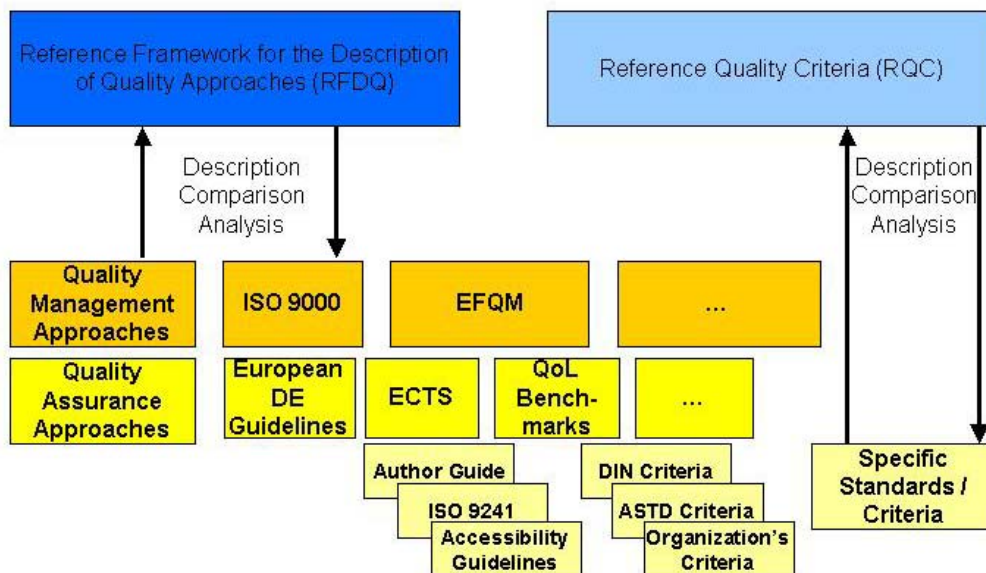 Reference Framework for the Description
of Quality Approaches (RFDQ)
Reference Quality Criteria (RQC)
Description
Comparison
Analysis
Description
Comparison
Analysis
Quality
Management
Approaches
ISO 9000
EFQM
...
Quality
Assurance
Approaches
European
DE
Guidelines
ECTS
QoL
Bench-
marks
...
Author Guide
ISO 9241
Accessibility
Guidelines
DIN Criteria
ASTD Criteria
Organization's
Criteria
Specific
Standards /
Criteria